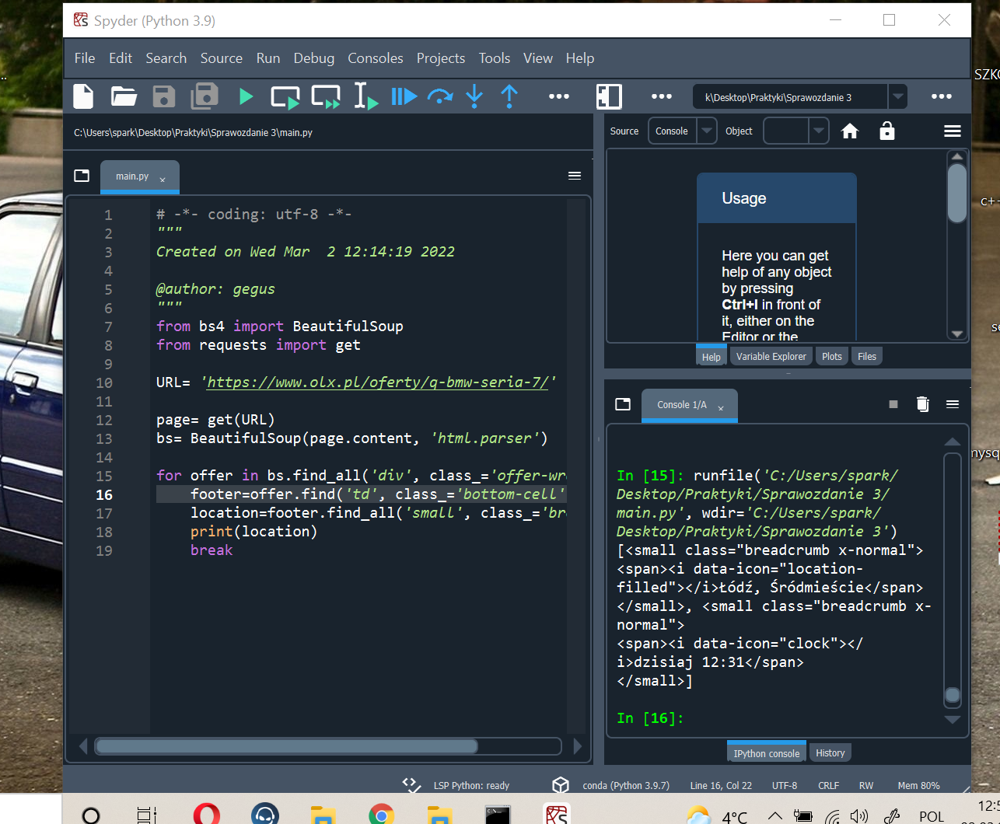 Spyder (Python 3.9)
File Edit Search Source Run Debug Consoles Projects Tools View Help
k\Desktop\Praktyki\Sprawozdanie 3
C:\Users\spark\Desktop\Praktyki\Sprawozdanie 3\main.py
main.py
1 # -*- coding: utf-8 -*-
2 """
3 Created on Wed Mar  2 12:14:19 2022
4
5 @author: gegus
6 """
7 from bs4 import BeautifulSoup
8 from requests import get
9
10 URL= 'https://www.olx.pl/oferty/q-bmw-seria-7/'
11
12 page= get(URL)
13 bs= BeautifulSoup(page.content, 'html.parser')
14
15 for offer in bs.find_all('div', class_='offer-wr
16     footer=offer.find('td', class_='bottom-cell'
17     location=footer.find_all('small', class_='br
18     print(location)
19     break
Source Console Object
Usage
Here you can get
help of any object
by pressing
Ctrl+I in front of
it, either on the
Editor or the
Help Variable Explorer Plots Files
Console 1/A
In [15]: runfile('C:/Users/spark/
Desktop/Praktyki/Sprawozdanie 3/
main.py', wdir='C:/Users/spark/
Desktop/Praktyki/Sprawozdanie 3')
[<small class="breadcrumb x-normal">
<span><i data-icon="location-
filled"></i>Łódź, Śródmieście</span>
</small>, <small class="breadcrumb x-
normal">
<span><i data-icon="clock"></
i>dzisiaj 12:31</span>
</small>]
In [16]:
IPython console History
LSP Python: ready conda (Python 3.9.7) Line 16, Col 22 UTF-8 CRLF RW Mem 80%
4°C POL
SZK
c+
se
mysq